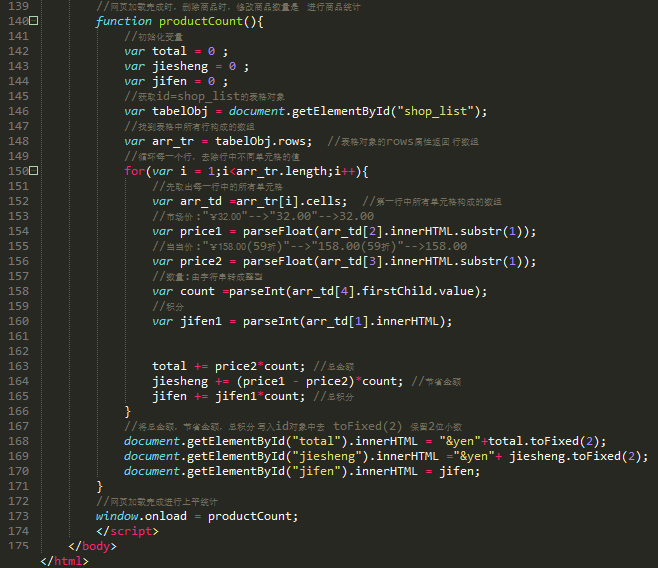 139 //网页加载完成时，删除商品时，修改商品数量是 进行商品统计
140 function productCount(){
141 //初始化变量
142 var total = 0 ;
143 var jiesheng = 0 ;
144 var jifen = 0 ;
145 //获取id=shop_list的表格对象
146 var tabelObj = document.getElementById("shop_list");
147 //找到表格中所有行构成的数组
148 var arr_tr = tabelObj.rows; //表格对象的rows属性返回 行数组
149 //循环每一个行，去除行中不同单元格的值
150 for(var i = 1;i<arr_tr.length;i++){
151 //先取出每一行中的所有单元格
152 var arr_td =arr_tr[i].cells; //第一行中所有单元格构成的数组
153 //市场价："¥32.00"-->"32.00"-->32.00
154 var price1 = parseFloat(arr_td[2].innerHTML.substr(1));
155 //当当价："¥158.00(59折)"-->"158.00(59折)"-->158.00
156 var price2 = parseFloat(arr_td[3].innerHTML.substr(1));
157 //数量：由字符串转成整型
158 var count =parseInt(arr_td[4].firstChild.value);
159 //积分
160 var jifen1 = parseInt(arr_td[1].innerHTML);
161
162
163 total += price2*count; //总金额
164 jiesheng += (price1 - price2)*count; //节省金额
165 jifen += jifen1*count; //总积分
166 }
167 //将总金额，节省金额，总积分 写入id对象中去 toFixed(2) 保留2位小数
168 document.getElementById("total").innerHTML = "&yen"+total.toFixed(2);
169 document.getElementById("jiesheng").innerHTML ="&yen"+ jiesheng.toFixed(2);
170 document.getElementById("jifen").innerHTML = jifen;
171 }
172 //网页加载完成进行上平统计
173 window.onload = productCount;
174 </script>
175 </body>
</html>